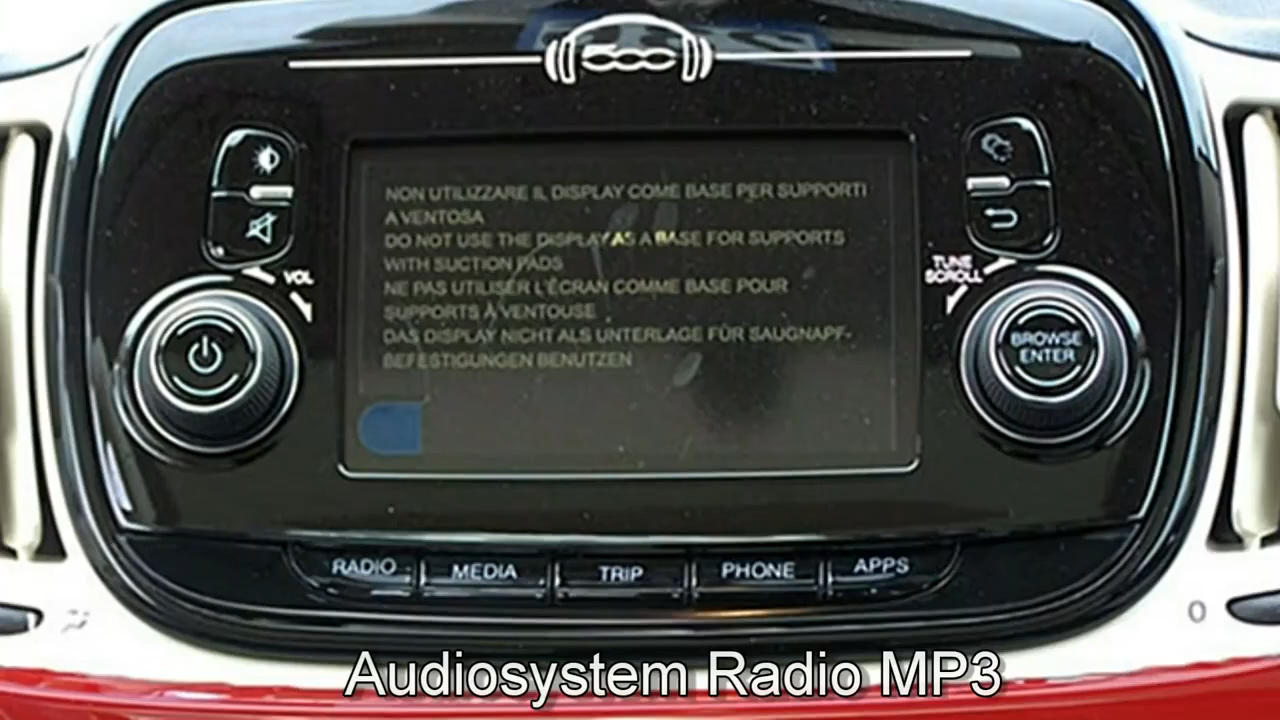 500
NON UTILIZZARE IL DISPLAY COME BASE PER SUPPORTI
A VENTOSA
DO NOT USE THE DISPLAY AS A BASE FOR SUPPORTS
WITH SUCTION PADS
NE PAS UTILISER L'ÉCRAN COMME BASE POUR
SUPPORTS À VENTOUSE
DAS DISPLAY NICHT ALS UNTERLAGE FÜR SAUGNAPF-
BEFESTIGUNGEN BENUTZEN
VOL
TUNE
SCROLL
BROWSE
ENTER
RADIO
MEDIA
TRIP
PHONE
APPS
0
Audiosystem Radio MP3